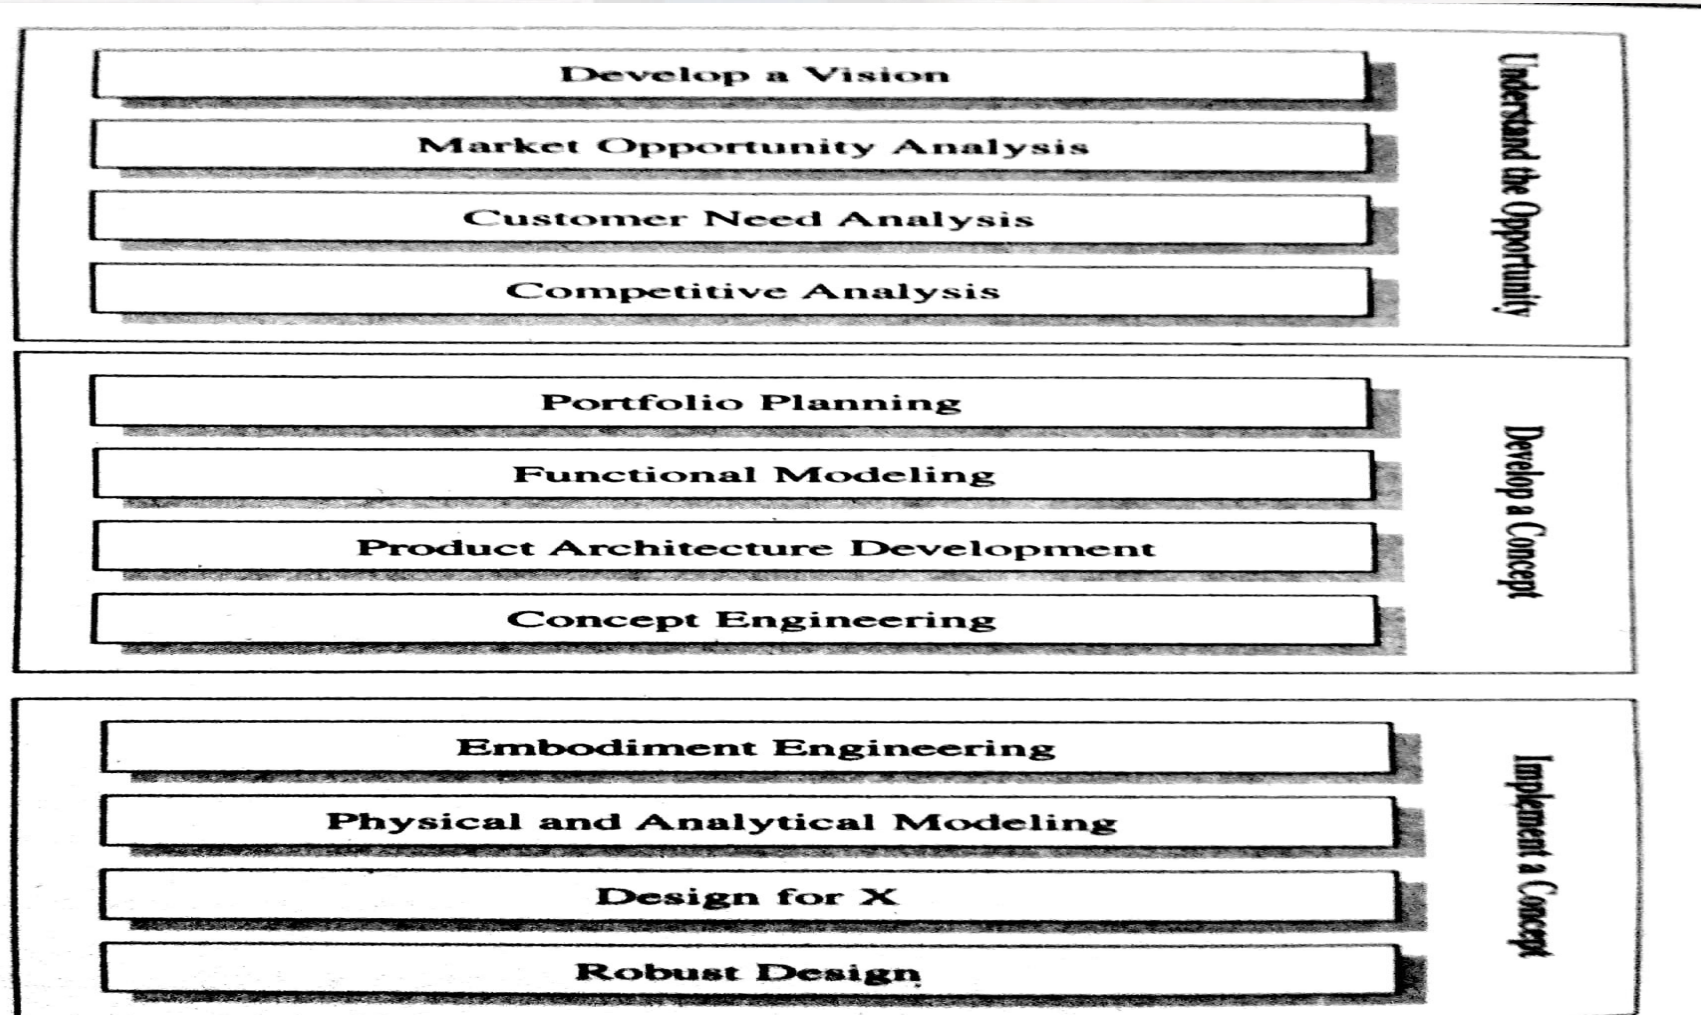 Develop a Vision
Market Opportunity Analysis
Customer Need Analysis
Competitive Analysis
Understand the Opportunity
Portfolio Planning
Functional Modeling
Product Architecture Development
Concept Engineering
Develop a Concept
Embodiment Engineering
Physical and Analytical Modeling
Design for X
Robust Design
Implement a Concept